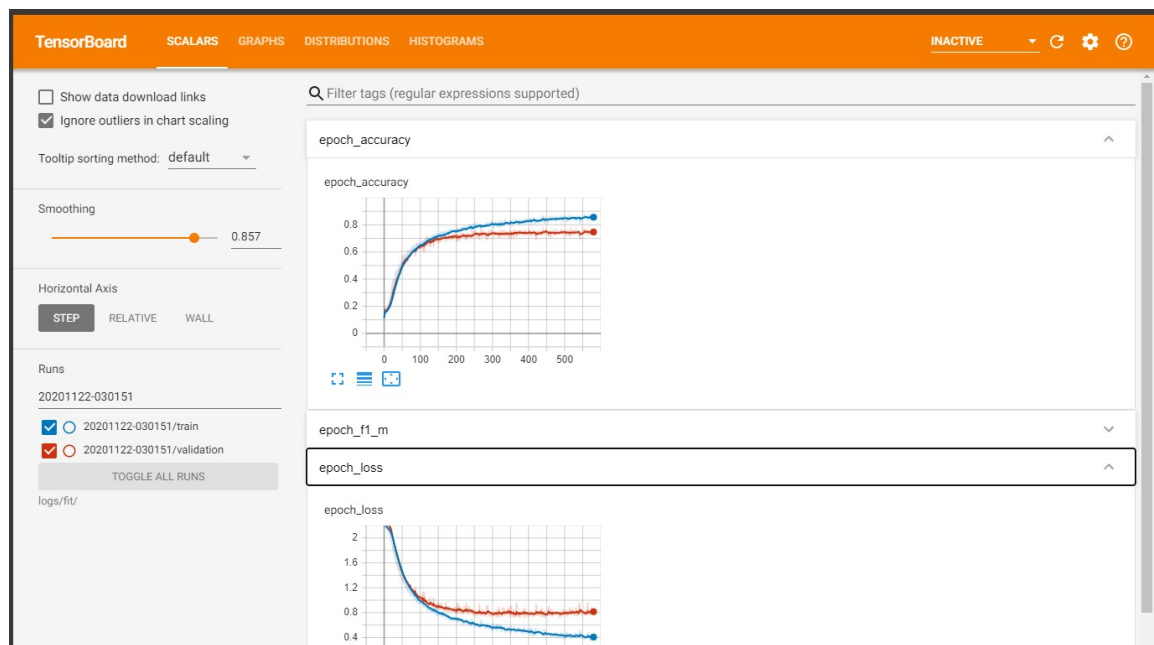 TensorBoard SCALARS GRAPHS DISTRIBUTIONS HISTOGRAMS INACTIVE
Show data download links
Ignore outliers in chart scaling
Tooltip sorting method: default
Smoothing
0.857
Horizontal Axis
STEP RELATIVE WALL
Runs
20201122-030151
20201122-030151/train
20201122-030151/validation
TOGGLE ALL RUNS
logs/fit/
Filter tags (regular expressions supported)
epoch_accuracy
epoch_accuracy
0.8
0.6
0.4
0.2
0
0 100 200 300 400 500
epoch_f1_m
epoch_loss
epoch_loss
2
1.6
1.2
0.8
0.4